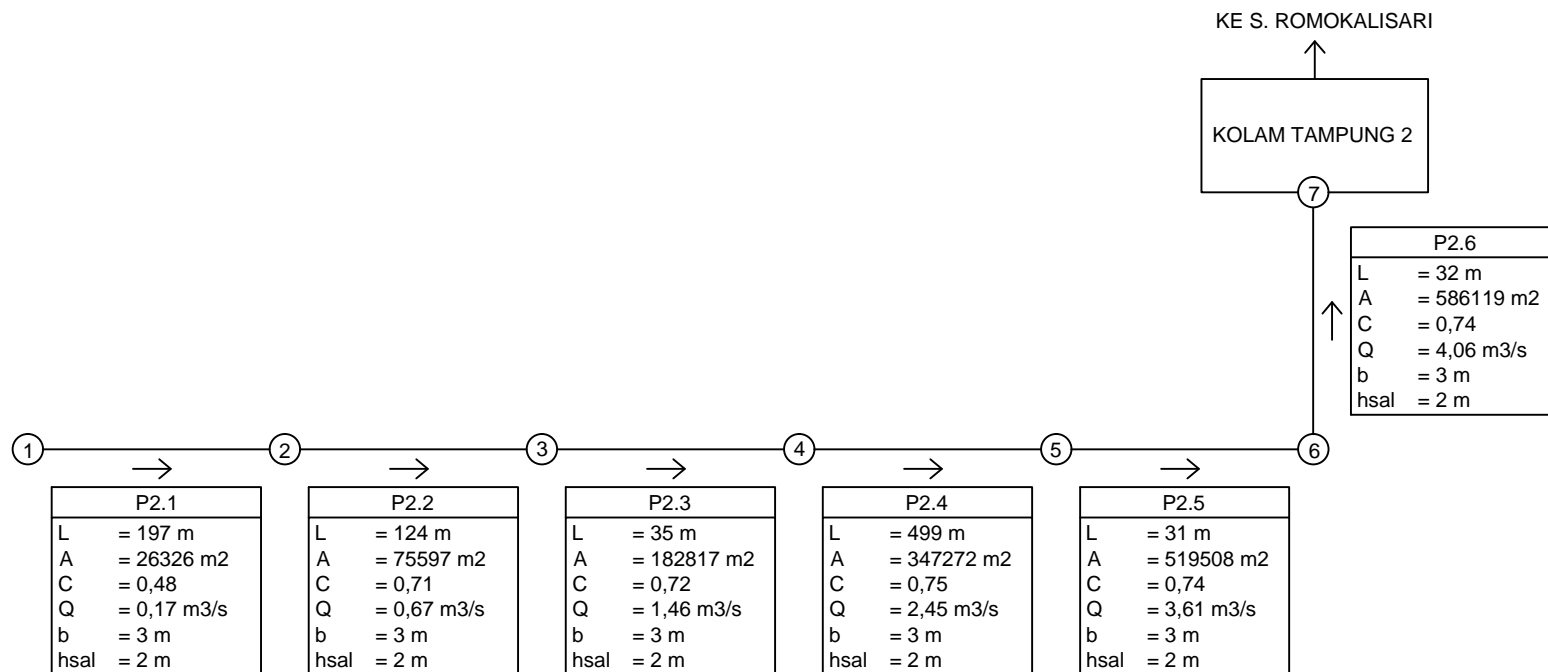 KE S. ROMOKALISARI
KOLAM TAMPUNG 2
7
P2.6
L = 32 m
A = 586119 m2
C = 0,74
Q = 4,06 m3/s
b = 3 m
hsal = 2 m
1
2
3
4
5
6
P2.1
L = 197 m
A = 26326 m2
C = 0,48
Q = 0,17 m3/s
b = 3 m
hsal = 2 m
P2.2
L = 124 m
A = 75597 m2
C = 0,71
Q = 0,67 m3/s
b = 3 m
hsal = 2 m
P2.3
L = 35 m
A = 182817 m2
C = 0,72
Q = 1,46 m3/s
b = 3 m
hsal = 2 m
P2.4
L = 499 m
A = 347272 m2
C = 0,75
Q = 2,45 m3/s
b = 3 m
hsal = 2 m
P2.5
L = 31 m
A = 519508 m2
C = 0,74
Q = 3,61 m3/s
b = 3 m
hsal = 2 m